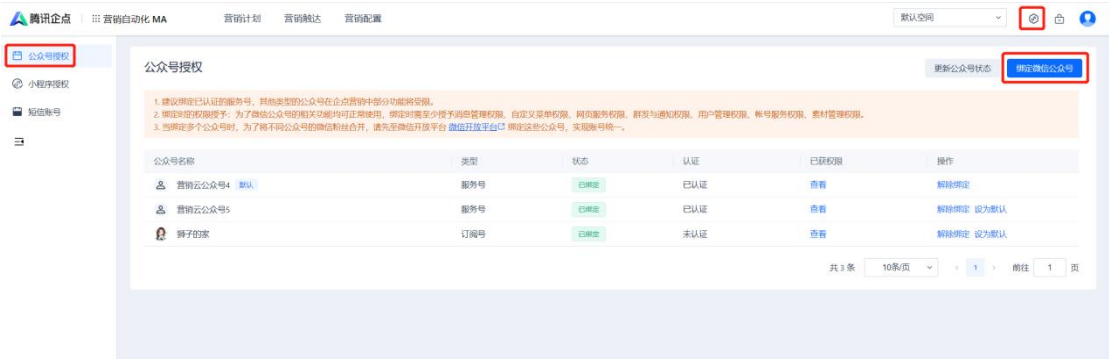 腾讯企点 营销自动化 MA 营销计划 营销触达 营销配置 默认空间
公众号授权
小程序授权
短信账号
公众号授权 更新公众号状态 绑定微信公众号
1. 建议绑定已认证的服务号，其他类型的公众号在企点营销中部分功能将受限。
2. 绑定时的权限授予：为了微信公众号的相关功能均可正常使用，绑定时需至少授予消息管理权限、自定义菜单权限、网页服务权限、群发与通知权限、用户管理权限、帐号服务权限、素材管理权限。
3. 当绑定多个公众号时，为了将不同公众号的微信粉丝合并，请先至微信开放平台 微信开放平台 绑定这些公众号，实现账号统一。
公众号名称 类型 状态 认证 已获权限 操作
营销云公众号4 默认 服务号 已绑定 已认证 查看 解除绑定
营销云公众号5 服务号 已绑定 已认证 查看 解除绑定 设为默认
狮子的家 订阅号 已绑定 未认证 查看 解除绑定 设为默认
共 3 条 10条/页 1 前往 1 页